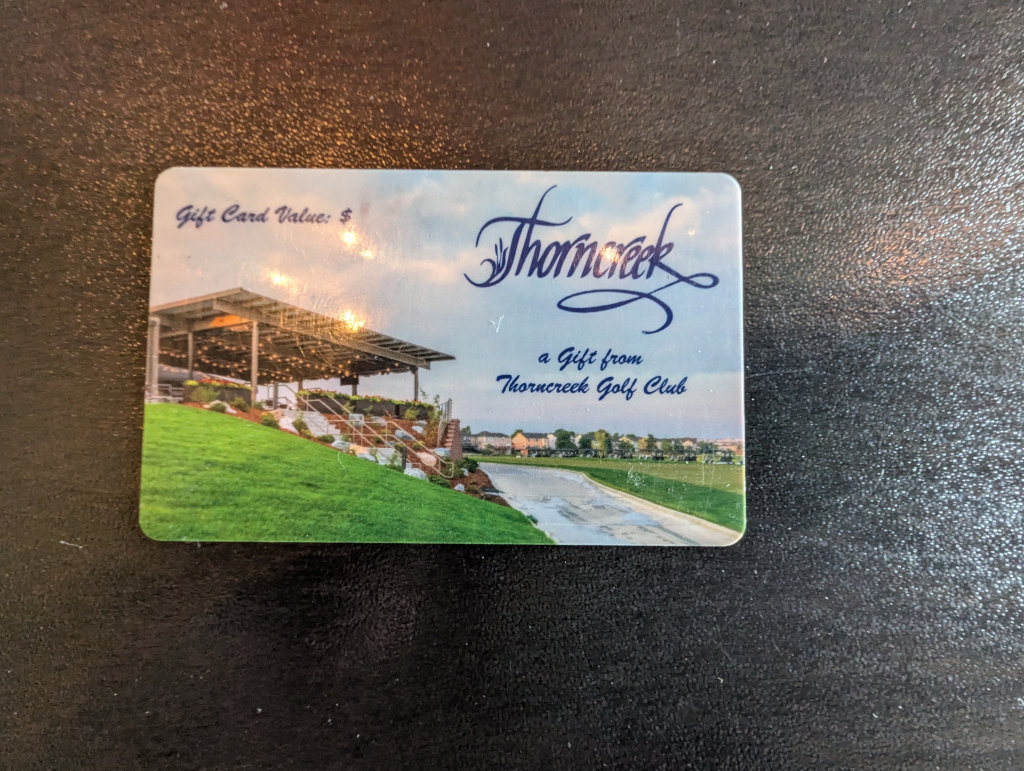 Gift Card Value: $
Thorncreek
a Gift from
Thorncreek Golf Club